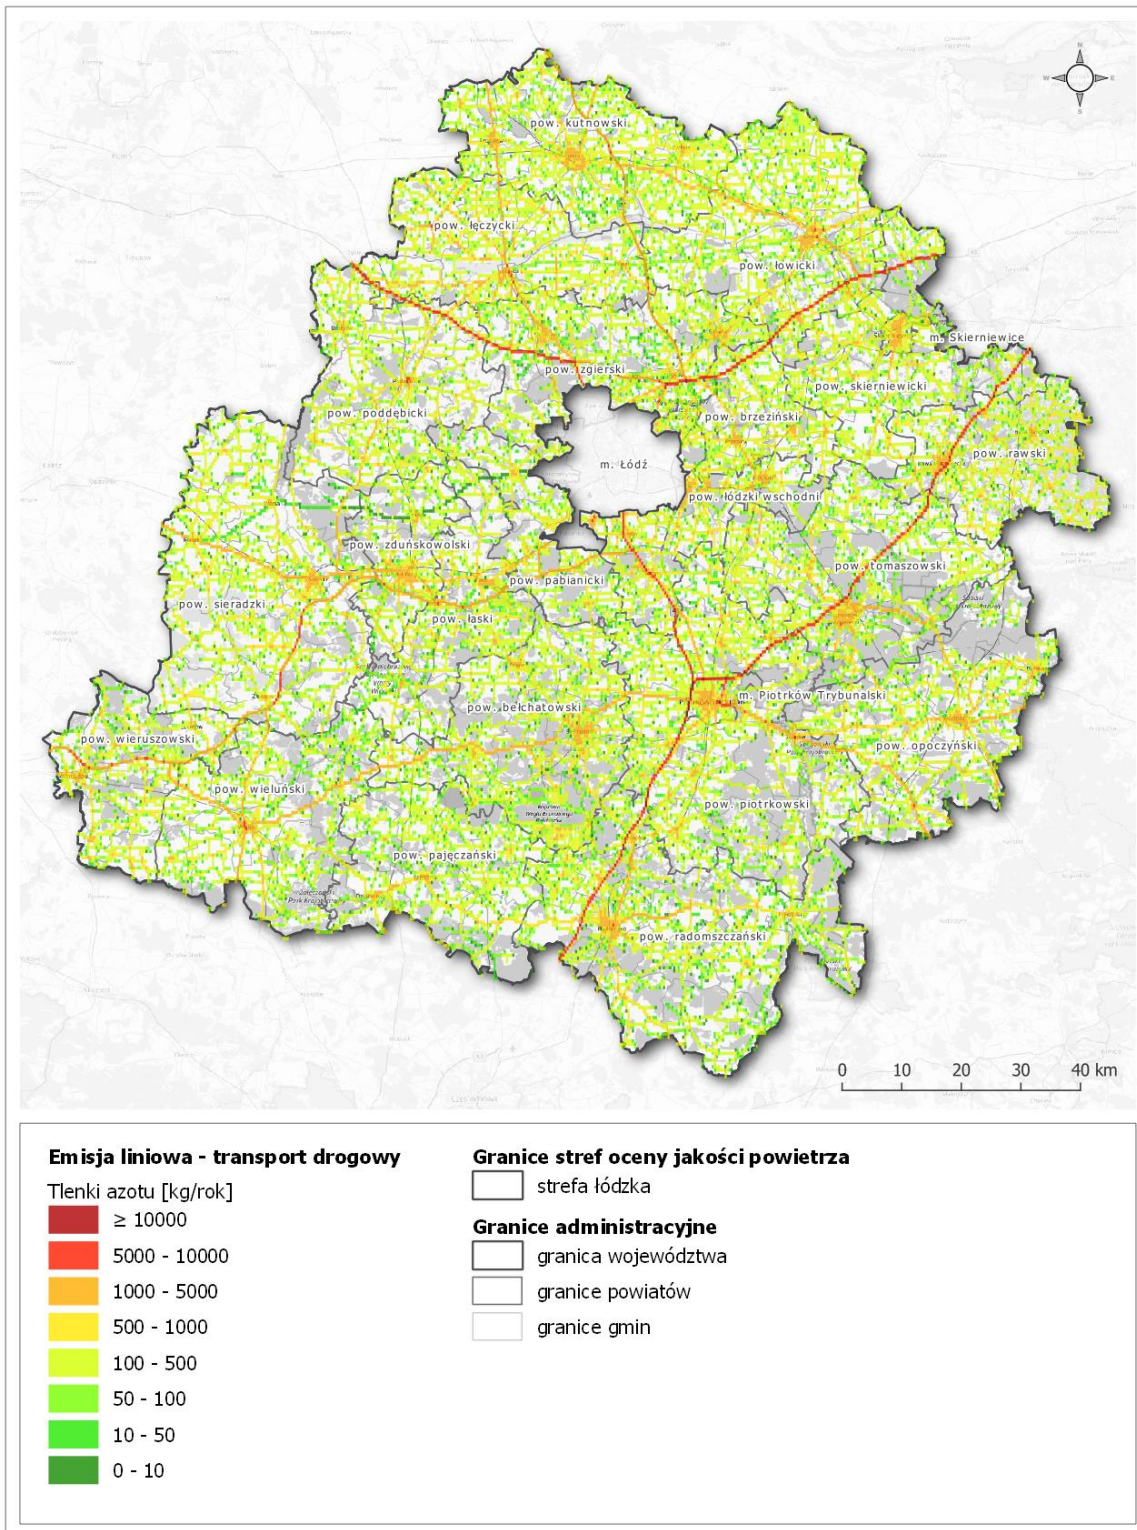 N
W E
S
pow. kutnowski
pow. łęczycki
pow. łowicki
m. Skierniewice
pow. zgierski
pow. skierniewicki
pow. poddębicki
pow. brzeziński
pow. rawski
m. Łódź
pow. łódzki wschodni
pow. zduńskowolski
pow. tomaszowski
pow. pabianicki
pow. sieradzki
pow. łaski
m. Piotrków Trybunalski
pow. bełchatowski
pow. wieruszowski
pow. opoczyński
pow. wieluński
pow. piotrkowski
pow. pajęczański
pow. radomszczański
0 10 20 30 40 km
Emisja liniowa - transport drogowy
Tlenki azotu [kg/rok]
≥ 10000
5000 - 10000
1000 - 5000
500 - 1000
100 - 500
50 - 100
10 - 50
0 - 10
Granice stref oceny jakości powietrza
strefa łódzka
Granice administracyjne
granica województwa
granice powiatów
granice gmin